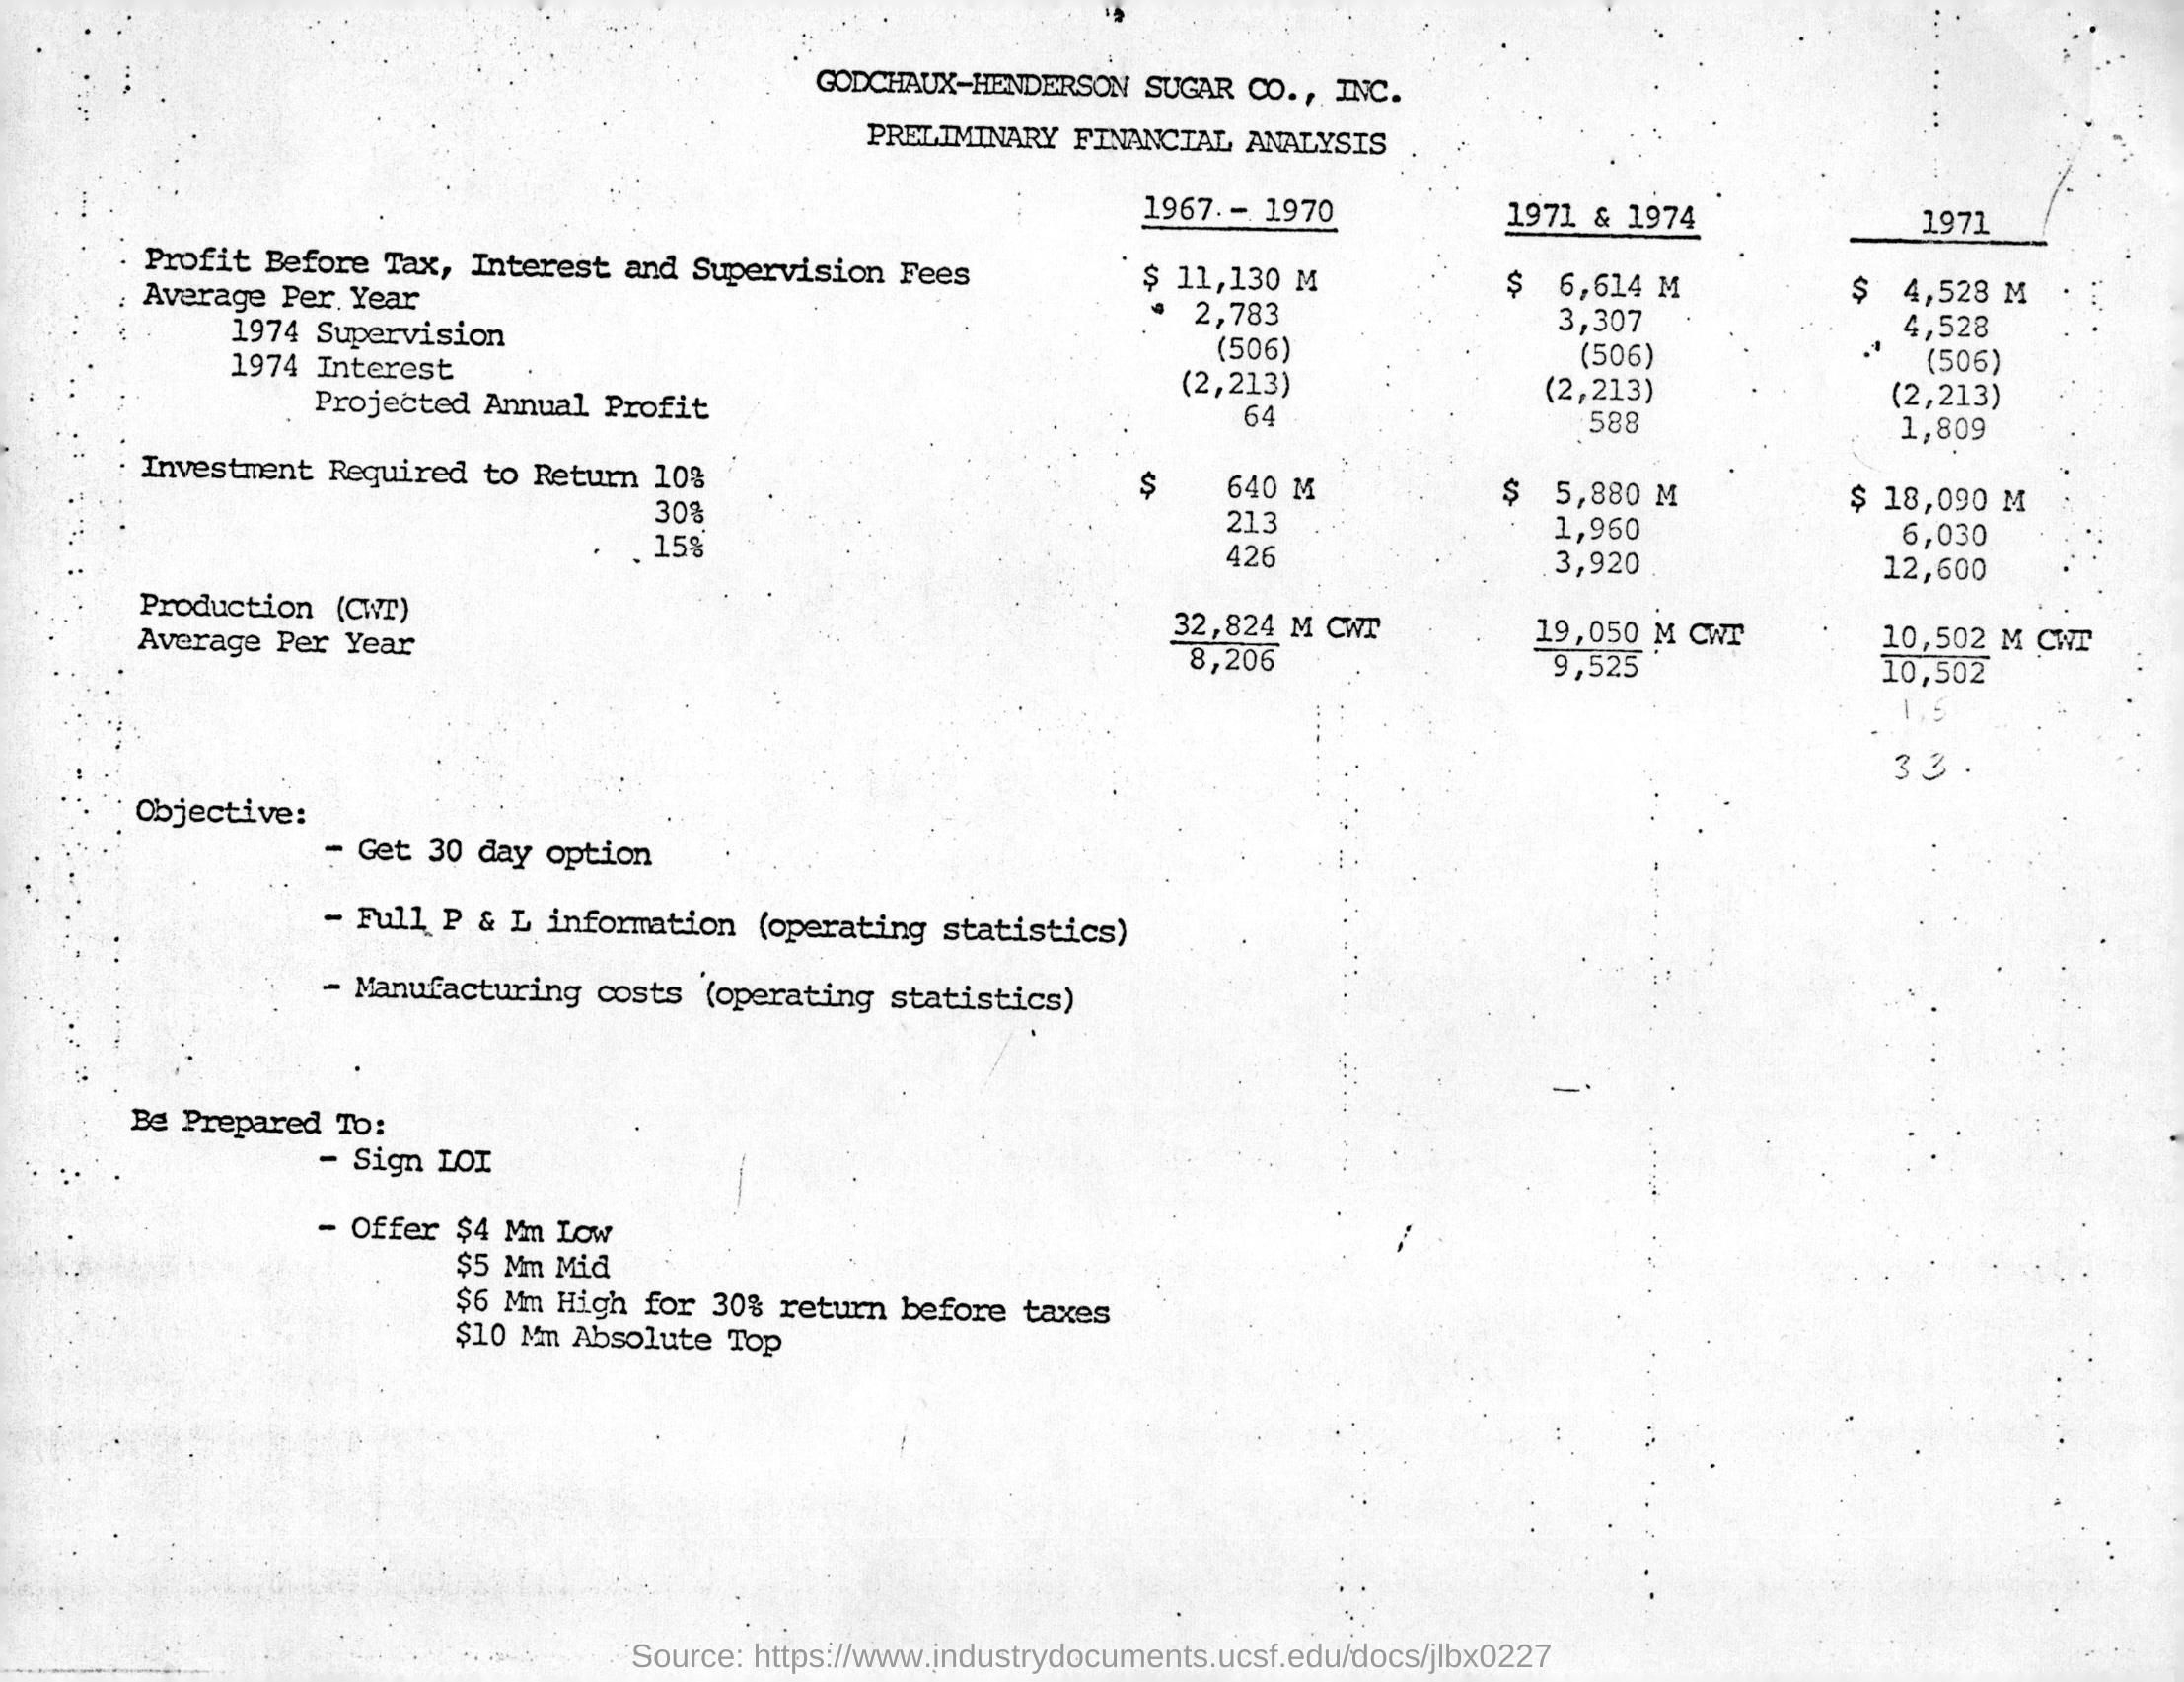 GODCHAUX-HENDERSON SUGAR CO., INC.
PRELIMINARY FINANCIAL ANALYSIS
1967 - 1970 1971 & 1974 1971
Profit Before Tax, Interest and Supervision Fees $ 11,130 M $ 6,614 M $ 4,528 M
Average Per Year 2,783 3,307 4,528
1974 Supervision (506) (506) (506)
1974 Interest (2,213) (2,213) (2,213)
Projected Annual Profit 64 588 1,809
Investment Required to Return 10% $ 640 M $ 5,880 M $ 18,090 M
30% 213 1,960 6,030
15% 426 3,920 12,600
Production (CWT) 32,824 M CWT 19,050 M CWT 10,502 M CWT
Average Per Year 8,206 9,525 10,502
1.5
33.
Objective:
- Get 30 day option
- Full P & L information (operating statistics)
- Manufacturing costs (operating statistics)
Be Prepared To:
- Sign LOI
- Offer $4 Mm Low
$5 Mm Mid
$6 Mm High for 30% return before taxes
$10 Mm Absolute Top
Source: https://www.industrydocuments.ucsf.edu/docs/jlbx0227